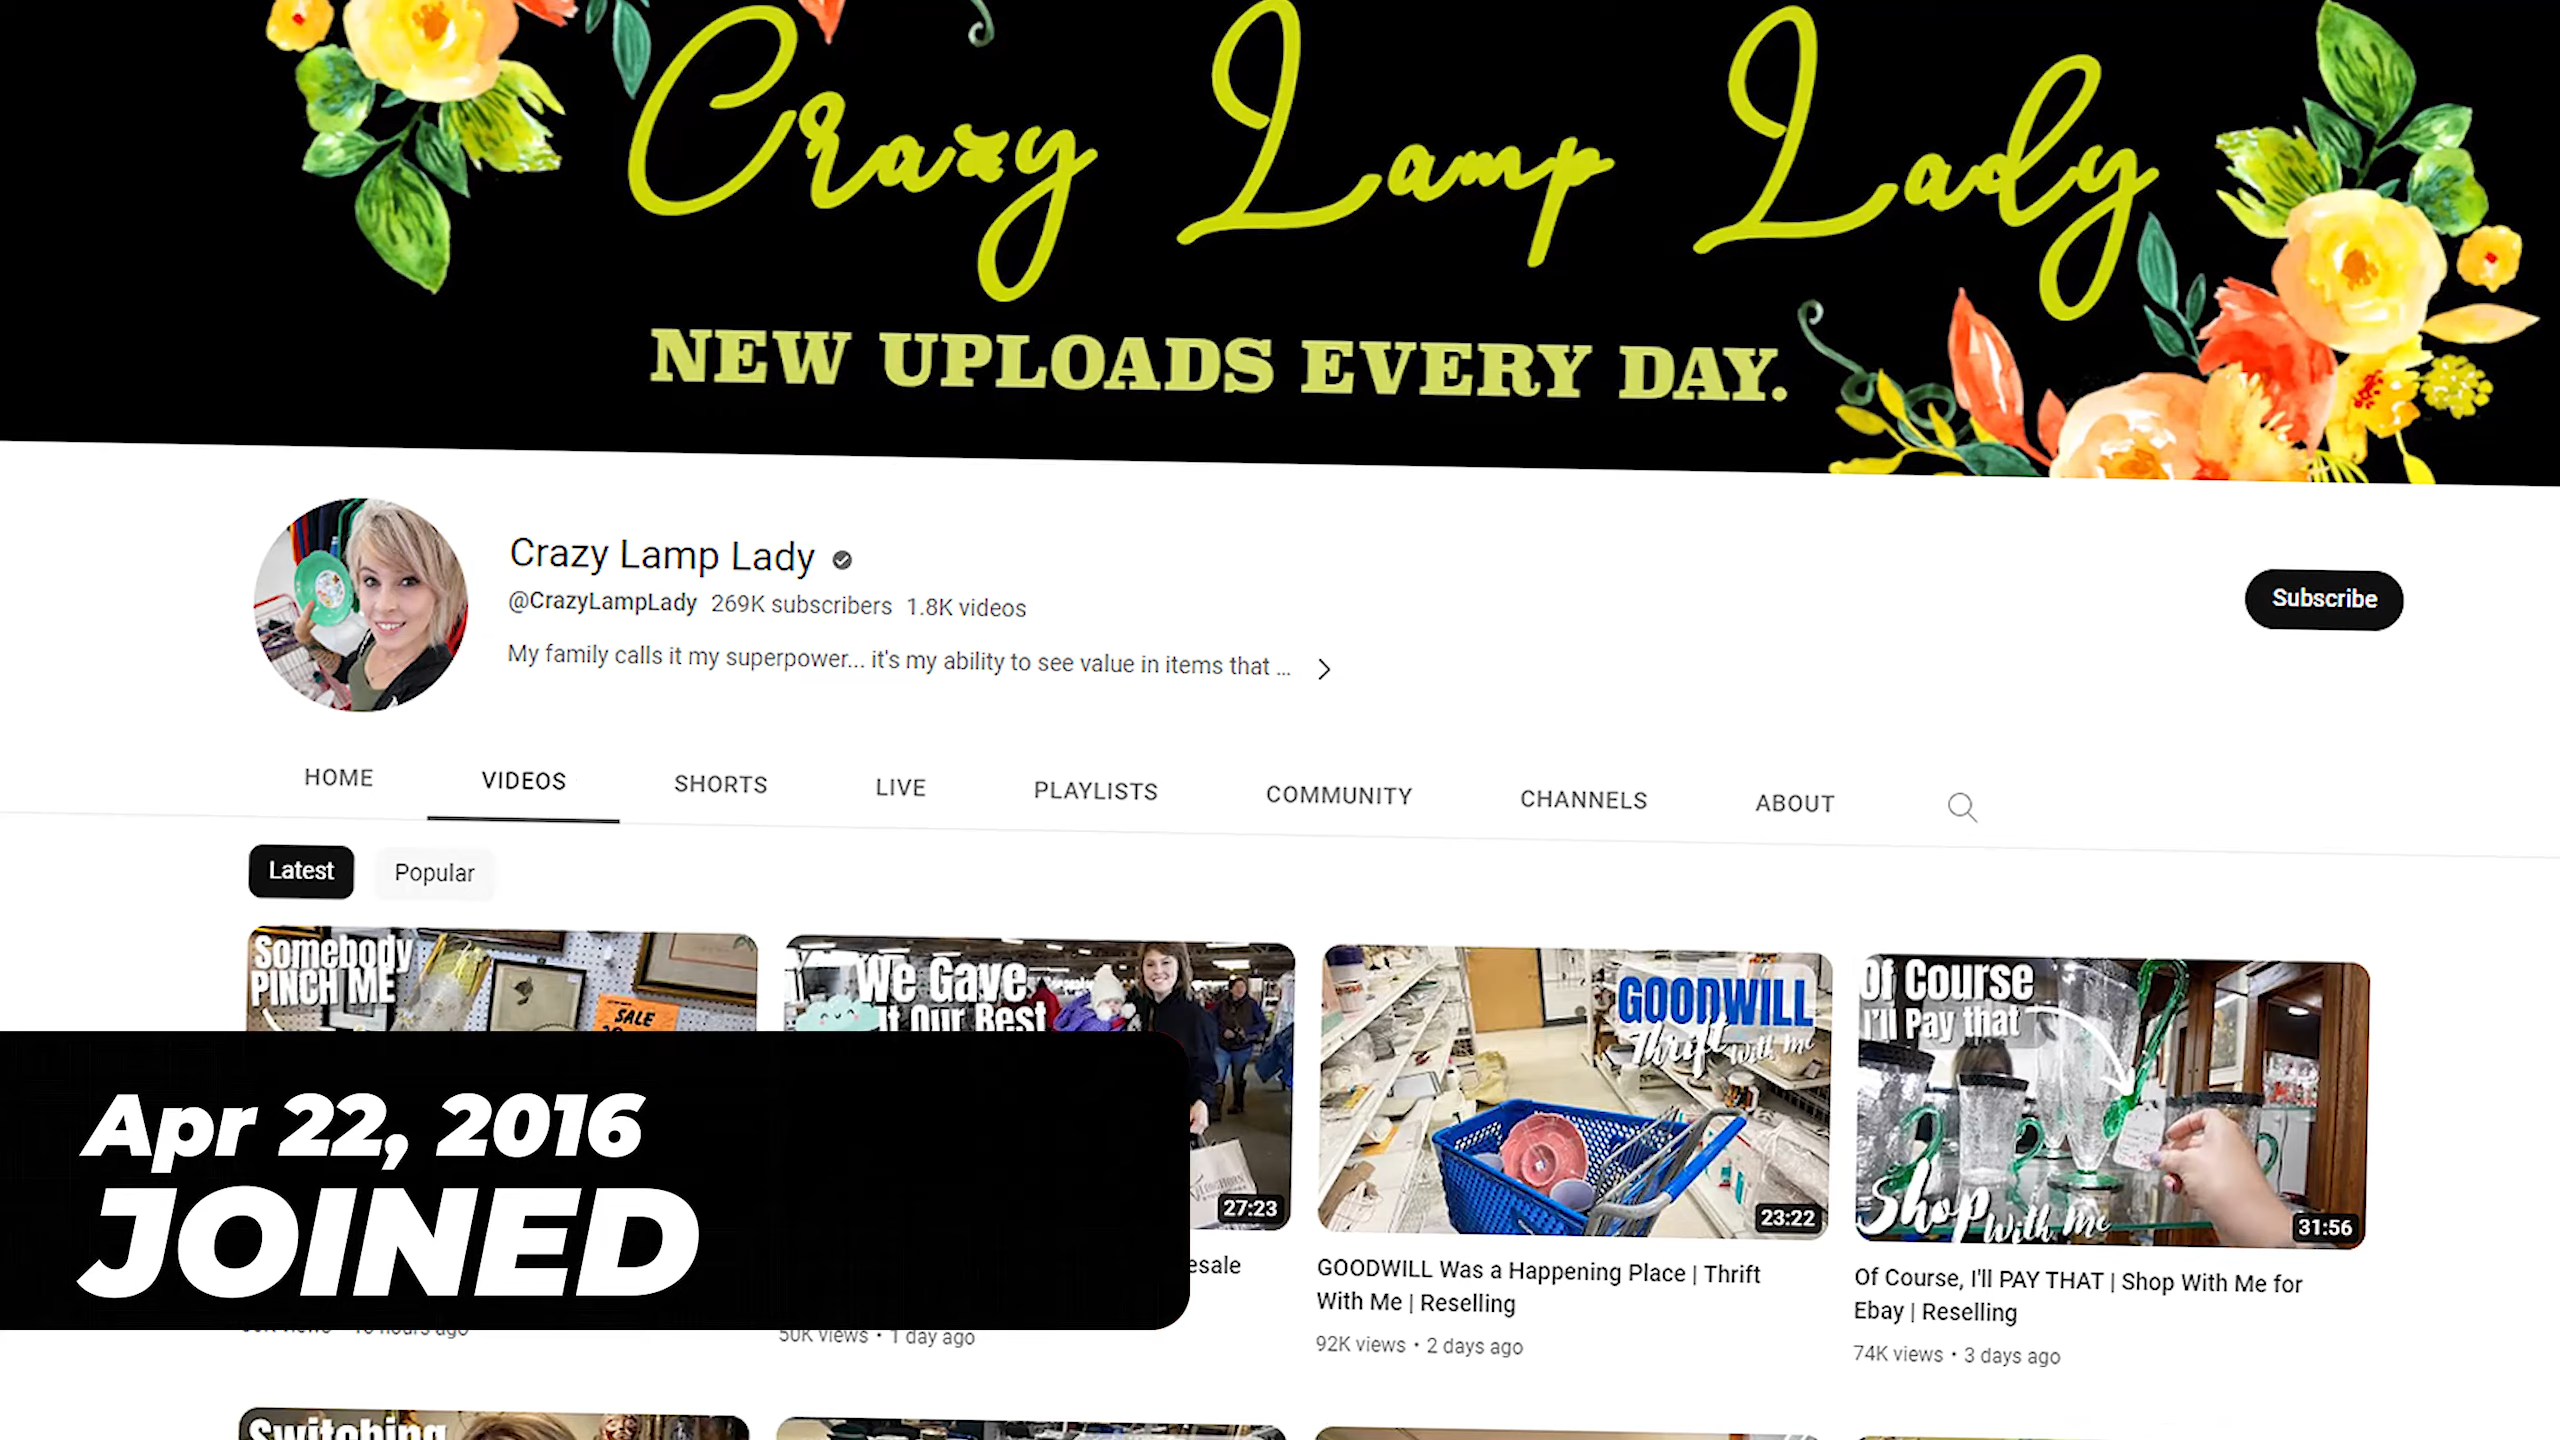 Crazy Lamp Lady
NEW UPLOADS EVERY DAY.
Crazy Lamp Lady
@CrazyLampLady 269K subscribers 1.8K videos
My family calls it my superpower... it's my ability to see value in items that ...
Subscribe
HOME VIDEOS SHORTS LIVE PLAYLISTS COMMUNITY CHANNELS ABOUT
Latest Popular
Somebody
PINCH ME
SALE
We Gave
It Our Best
27:23
GOODWILL
Thrift With Me
23:22
Of Course
I'll Pay that
Shop With Me
31:56
Apr 22, 2016
JOINED
GOODWILL Was a Happening Place | Thrift
With Me | Reselling
92K views • 2 days ago
Of Course, I'll PAY THAT | Shop With Me for
Ebay | Reselling
74K views • 3 days ago
50K views • 1 day ago
Switching